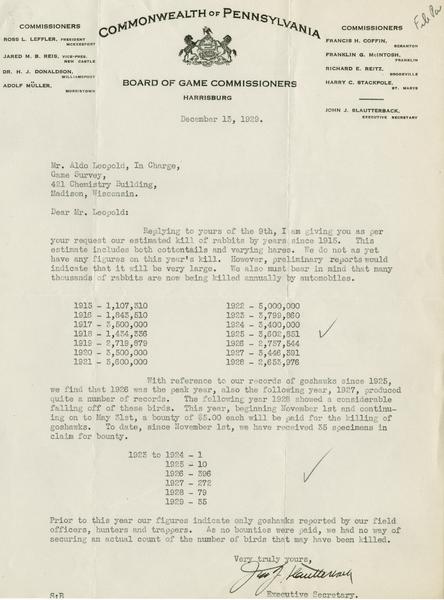 File Pa
COMMONWEALTH OF PENNSYLVANIA
COMMISSIONERS
ROSS L. LEFFLER, PRESIDENT
MCKEESPORT
JARED M. B. REIS, VICE-PRES.
NEW CASTLE
DR. H. J. DONALDSON,
WILLIAMSPORT
ADOLF MÜLLER,
NORRISTOWN
COMMISSIONERS
FRANCIS H. COFFIN,
SCRANTON
FRANKLIN G. McINTOSH,
FRANKLIN
RICHARD E. REITZ,
BROOKVILLE
HARRY C. STACKPOLE,
ST. MARYS
JOHN J. SLAUTTERBACK,
EXECUTIVE SECRETARY
BOARD OF GAME COMMISSIONERS
HARRISBURG
December 13, 1929.
Mr. Aldo Leopold, In Charge,
Game Survey,
421 Chemistry Building,
Madison, Wisconsin.
Dear Mr. Leopold:
Replying to yours of the 9th, I am giving you as per
your request our estimated kill of rabbits by years since 1915. This
estimate includes both cottontails and varying hares. We do not as yet
have any figures on this year's kill. However, preliminary reports would
indicate that it will be very large. We also must bear in mind that many
thousands of rabbits are now being killed annually by automobiles.
1915 - 1,107,310
1916 - 1,843,510
1917 - 3,500,000
1918 - 1,434,336
1919 - 2,719,879
1920 - 3,500,000
1921 - 3,600,000
1922 - 5,000,000
1923 - 3,799,860
1924 - 3,400,000
1925 - 3,602,851
1926 - 2,757,544
1927 - 3,446,391
1928 - 2,653,976
With reference to our records of goshawks since 1925,
we find that 1926 was the peak year, also the following year, 1927, produced
quite a number of records. The following year 1928 showed a considerable
falling off of these birds. This year, beginning November 1st and continu-
ing on to May 31st, a bounty of $5.00 each will be paid for the killing of
goshawks. To date, since November 1st, we have received 35 specimens in
claim for bounty.
1923 to 1924 - 1
1925 - 10
1926 - 396
1927 - 272
1928 - 79
1929 - 35
Prior to this year our figures indicate only goshawks reported by our field
officers, hunters and trappers. As no bounties were paid, we had no way of
securing an actual count of the number of birds that may have been killed.
Very truly yours,
Jno J. Slautterback
Executive Secretary.
S:B